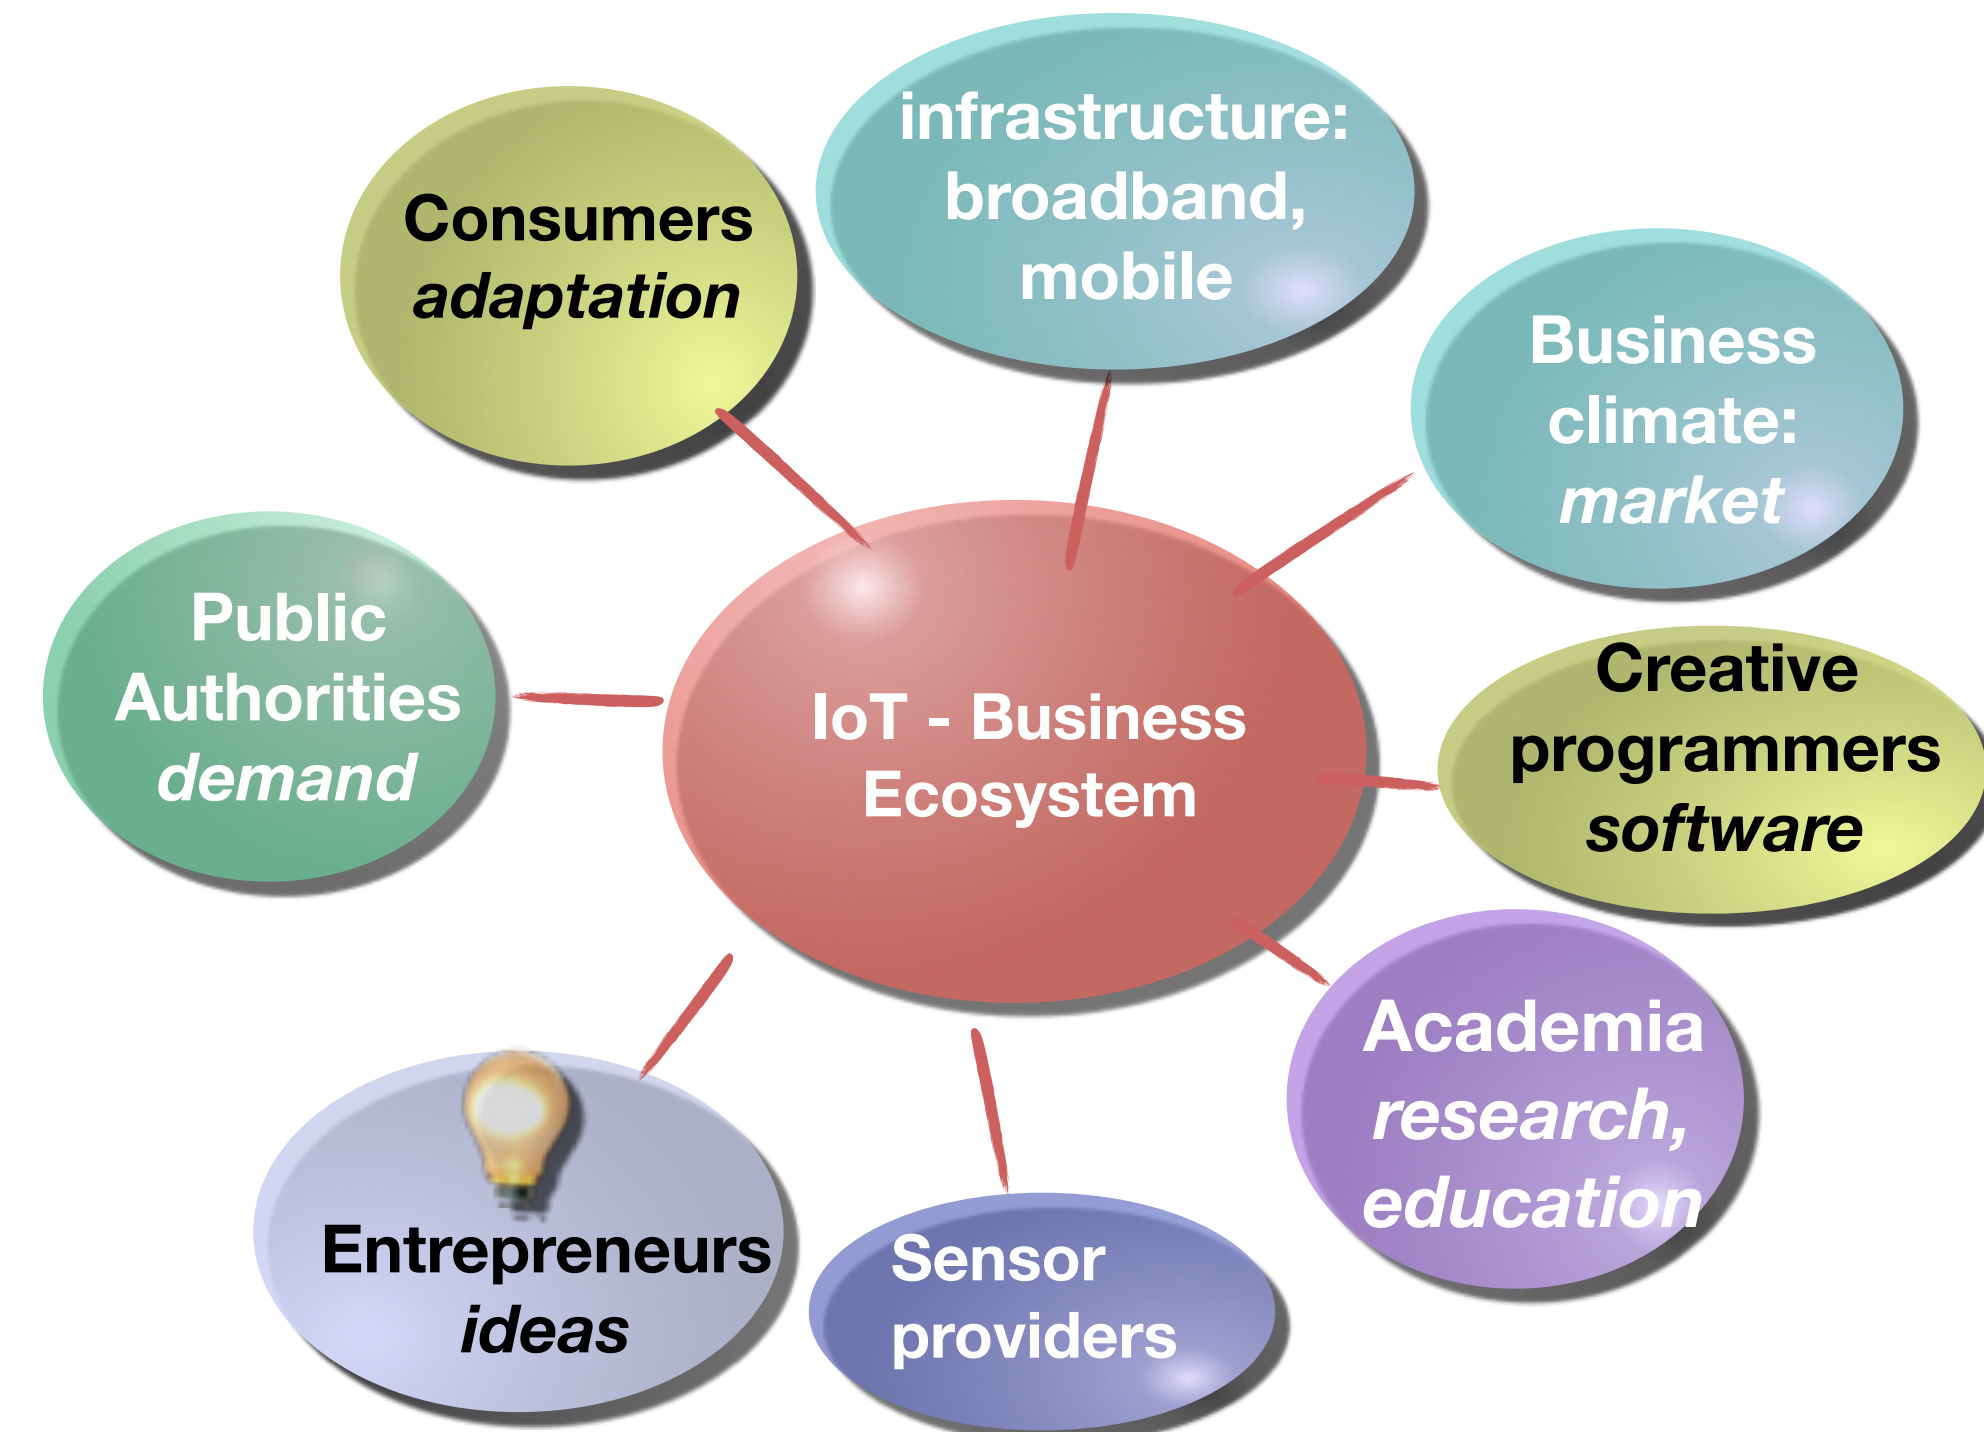 infrastructure:
broadband,
mobile
Consumers
adaptation
Business
climate:
market
Public
Authorities
demand
IoT - Business
Ecosystem
Creative
programmers
software
Academia
research,
education
Entrepreneurs
ideas
Sensor
providers